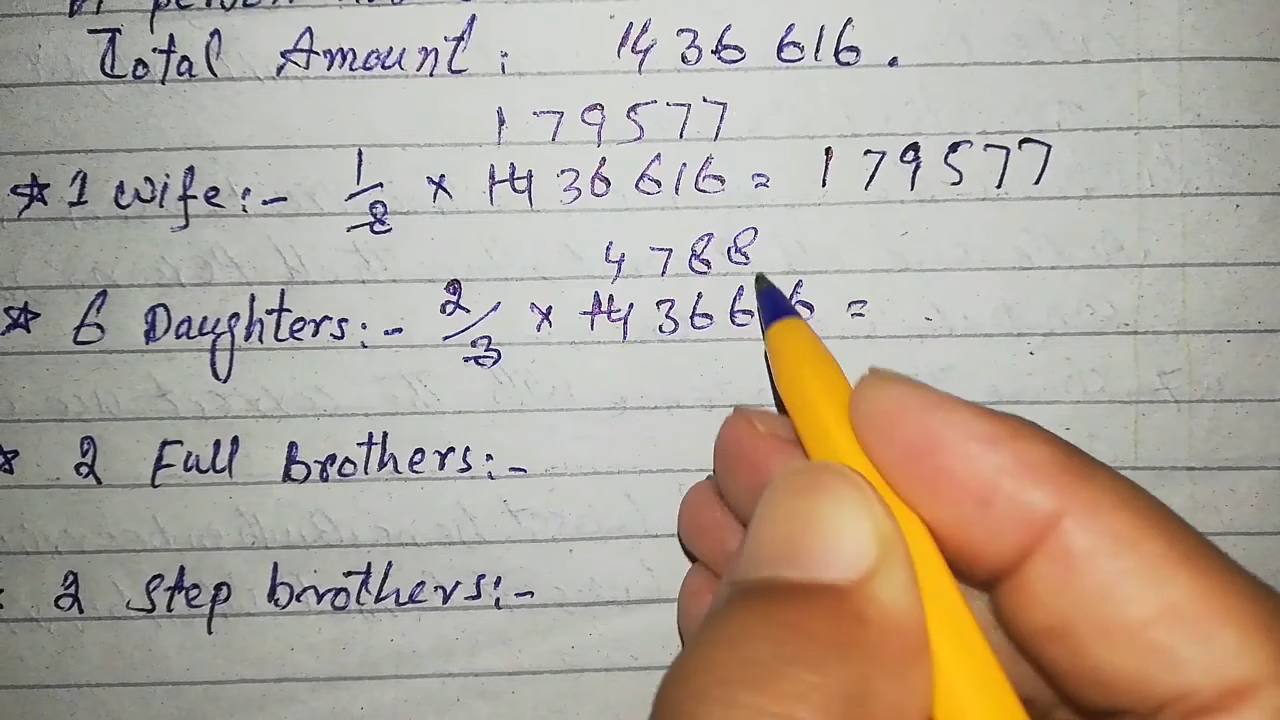 Total Amount : 1436616.
179577
☆ 1 Wife :- 1/8 × 1436616 = 179577
4788
☆ 6 Daughters :- 2/3 × 1436616 =
☆ 2 Full Brothers :-
2 Step brothers :-